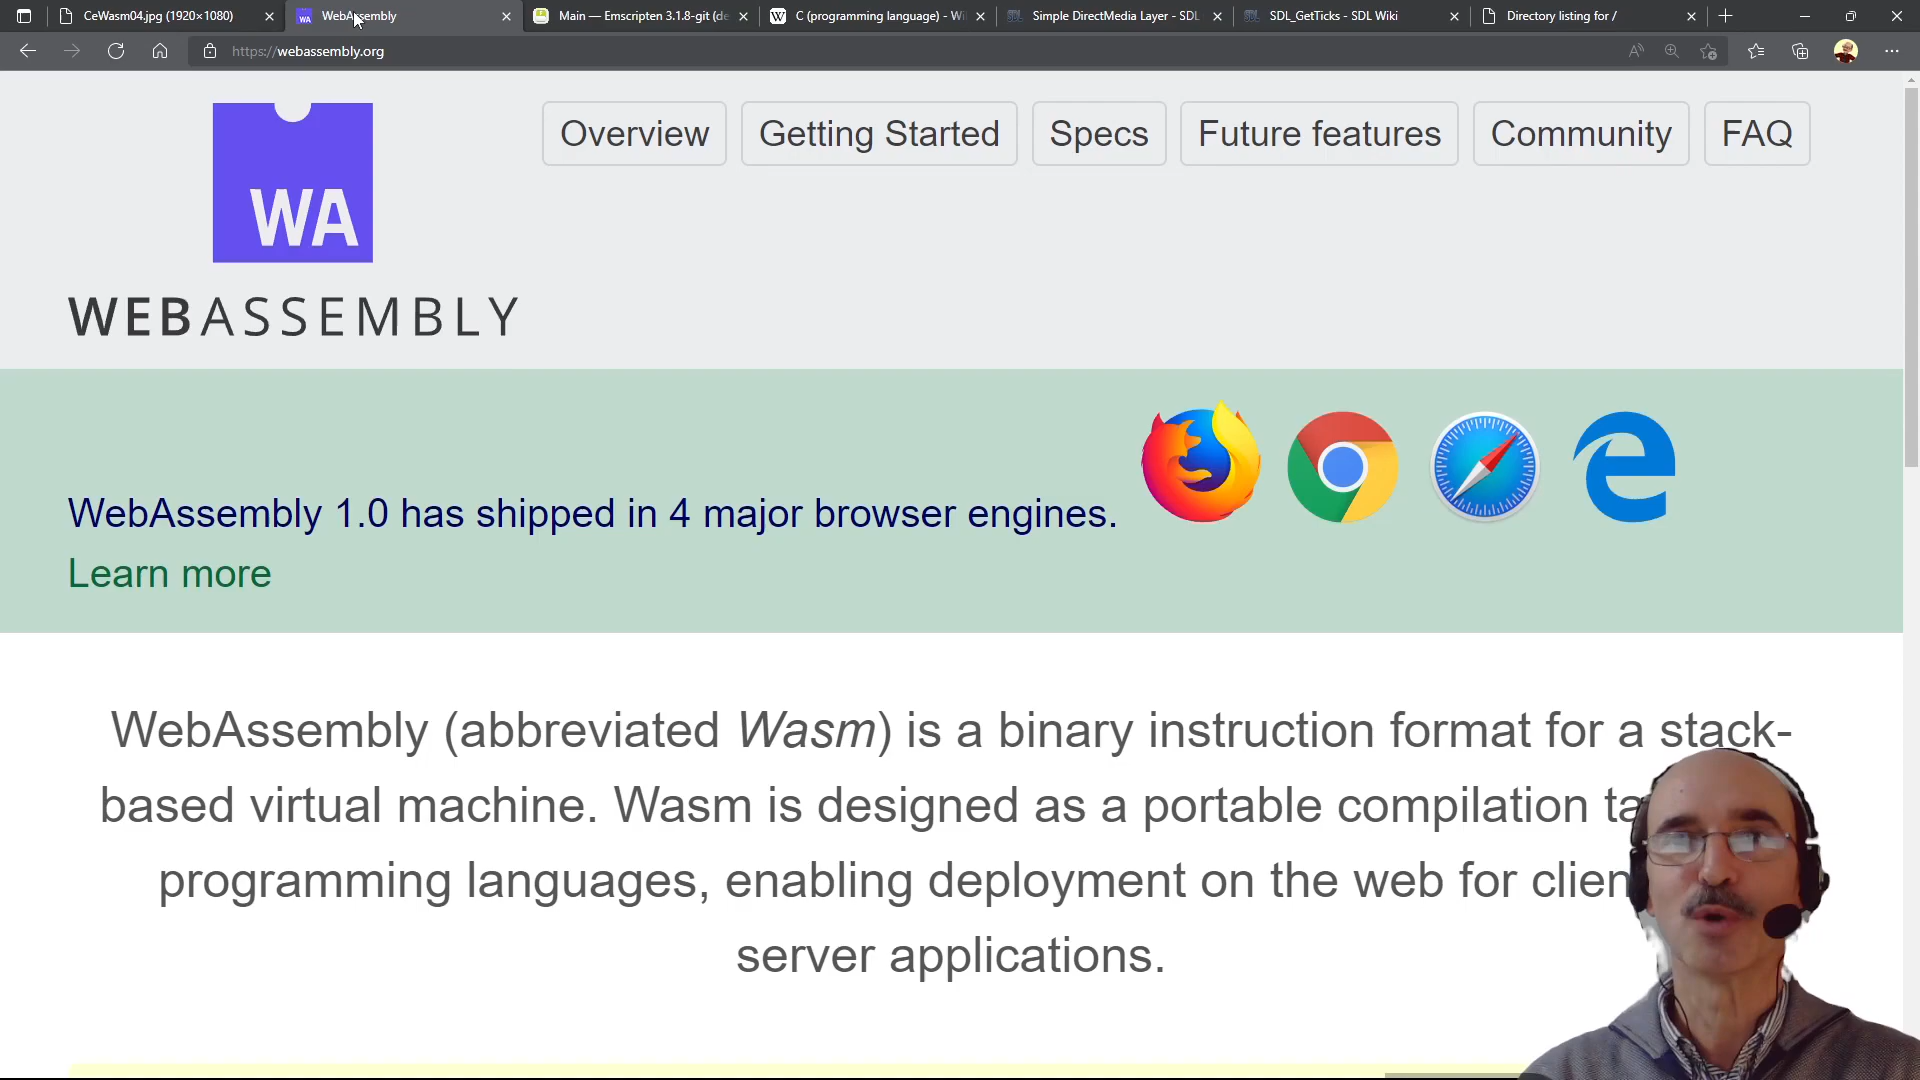 CeWasm04.jpg (1920×1080)
WebAssembly
Main — Emscripten 3.1.8-git (de
C (programming language) - Wi
Simple DirectMedia Layer - SDL
SDL_GetTicks - SDL Wiki
Directory listing for /
https://webassembly.org
WA
WEBASSEMBLY
Overview
Getting Started
Specs
Future features
Community
FAQ
WebAssembly 1.0 has shipped in 4 major browser engines.
Learn more
WebAssembly (abbreviated Wasm) is a binary instruction format for a stack-
based virtual machine. Wasm is designed as a portable compilation ta
programming languages, enabling deployment on the web for clien
server applications.